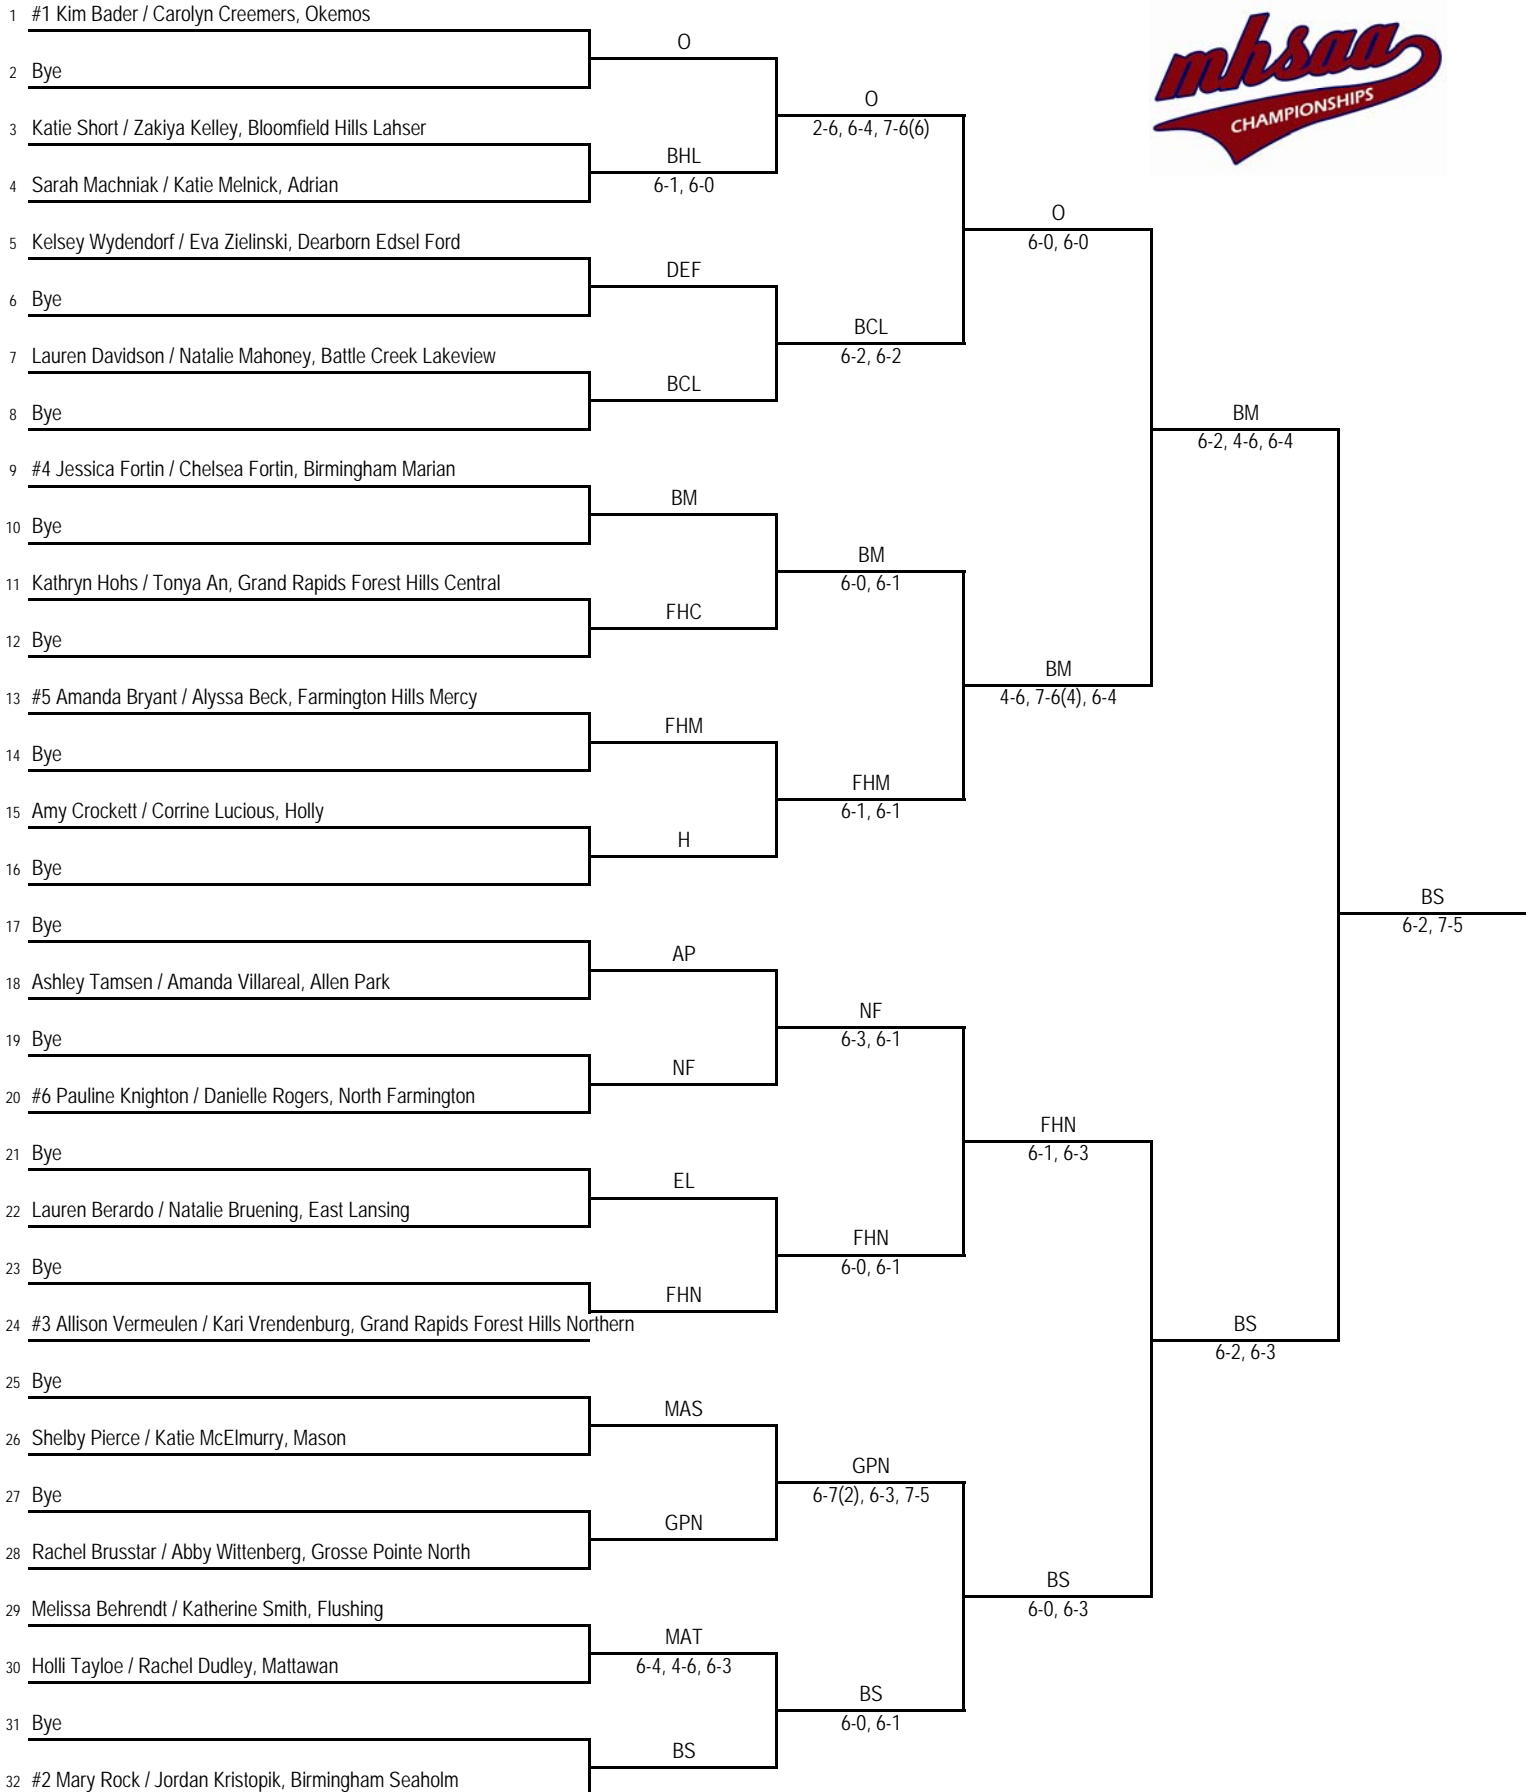 1 #1 Kim Bader / Carolyn Creemers, Okemos
2 Bye
3 Katie Short / Zakiya Kelley, Bloomfield Hills Lahser
4 Sarah Machniak / Katie Melnick, Adrian
5 Kelsey Wydendorf / Eva Zielinski, Dearborn Edsel Ford
6 Bye
7 Lauren Davidson / Natalie Mahoney, Battle Creek Lakeview
8 Bye
9 #4 Jessica Fortin / Chelsea Fortin, Birmingham Marian
10 Bye
11 Kathryn Hohs / Tonya An, Grand Rapids Forest Hills Central
12 Bye
13 #5 Amanda Bryant / Alyssa Beck, Farmington Hills Mercy
14 Bye
15 Amy Crockett / Corrine Lucious, Holly
16 Bye
17 Bye
18 Ashley Tamsen / Amanda Villareal, Allen Park
19 Bye
20 #6 Pauline Knighton / Danielle Rogers, North Farmington
21 Bye
22 Lauren Berardo / Natalie Bruening, East Lansing
23 Bye
24 #3 Allison Vermeulen / Kari Vrendenburg, Grand Rapids Forest Hills Northern
25 Bye
26 Shelby Pierce / Katie McElmurry, Mason
27 Bye
28 Rachel Brusstar / Abby Wittenberg, Grosse Pointe North
29 Melissa Behrendt / Katherine Smith, Flushing
30 Holli Tayloe / Rachel Dudley, Mattawan
31 Bye
32 #2 Mary Rock / Jordan Kristopik, Birmingham Seaholm
O
BHL
6-1, 6-0
DEF
BCL
BM
FHC
FHM
H
AP
NF
EL
FHN
MAS
GPN
MAT
6-4, 4-6, 6-3
BS
O
2-6, 6-4, 7-6(6)
BCL
6-2, 6-2
BM
6-0, 6-1
FHM
6-1, 6-1
NF
6-3, 6-1
FHN
6-0, 6-1
GPN
6-7(2), 6-3, 7-5
BS
6-0, 6-1
O
6-0, 6-0
BM
4-6, 7-6(4), 6-4
FHN
6-1, 6-3
BS
6-0, 6-3
BM
6-2, 4-6, 6-4
BS
6-2, 6-3
BS
6-2, 7-5
mhsaa
CHAMPIONSHIPS